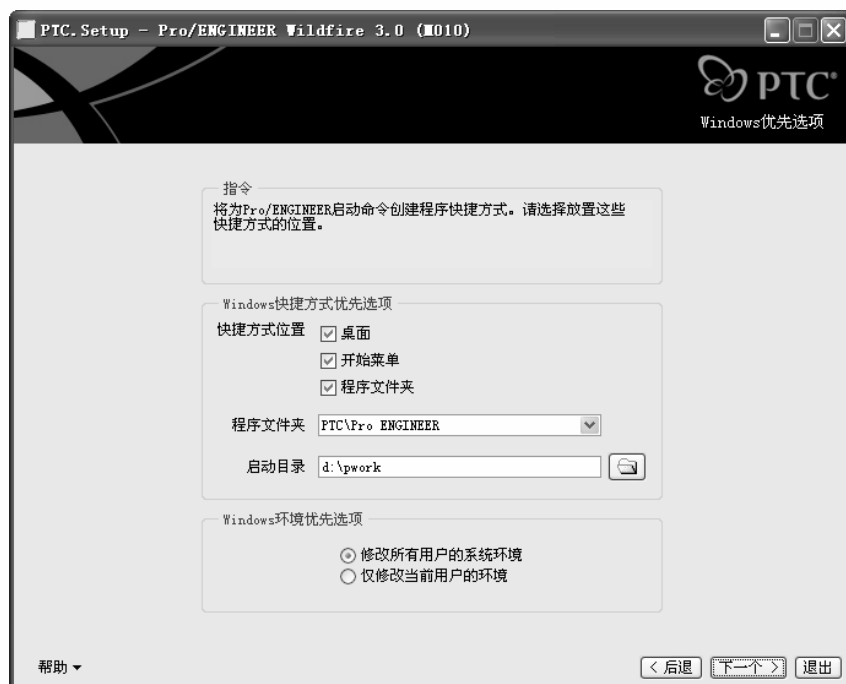 PTC.Setup - Pro/ENGINEER Wildfire 3.0 (M010)
PTC®
Windows优先选项
指令
将为Pro/ENGINEER启动命令创建程序快捷方式。请选择放置这些
快捷方式的位置。
Windows快捷方式优先选项
快捷方式位置 桌面
开始菜单
程序文件夹
程序文件夹 PTC\Pro ENGINEER
启动目录 d:\pwork
Windows环境优先选项
修改所有用户的系统环境
仅修改当前用户的环境
帮助 < 后退 下一个 > 退出